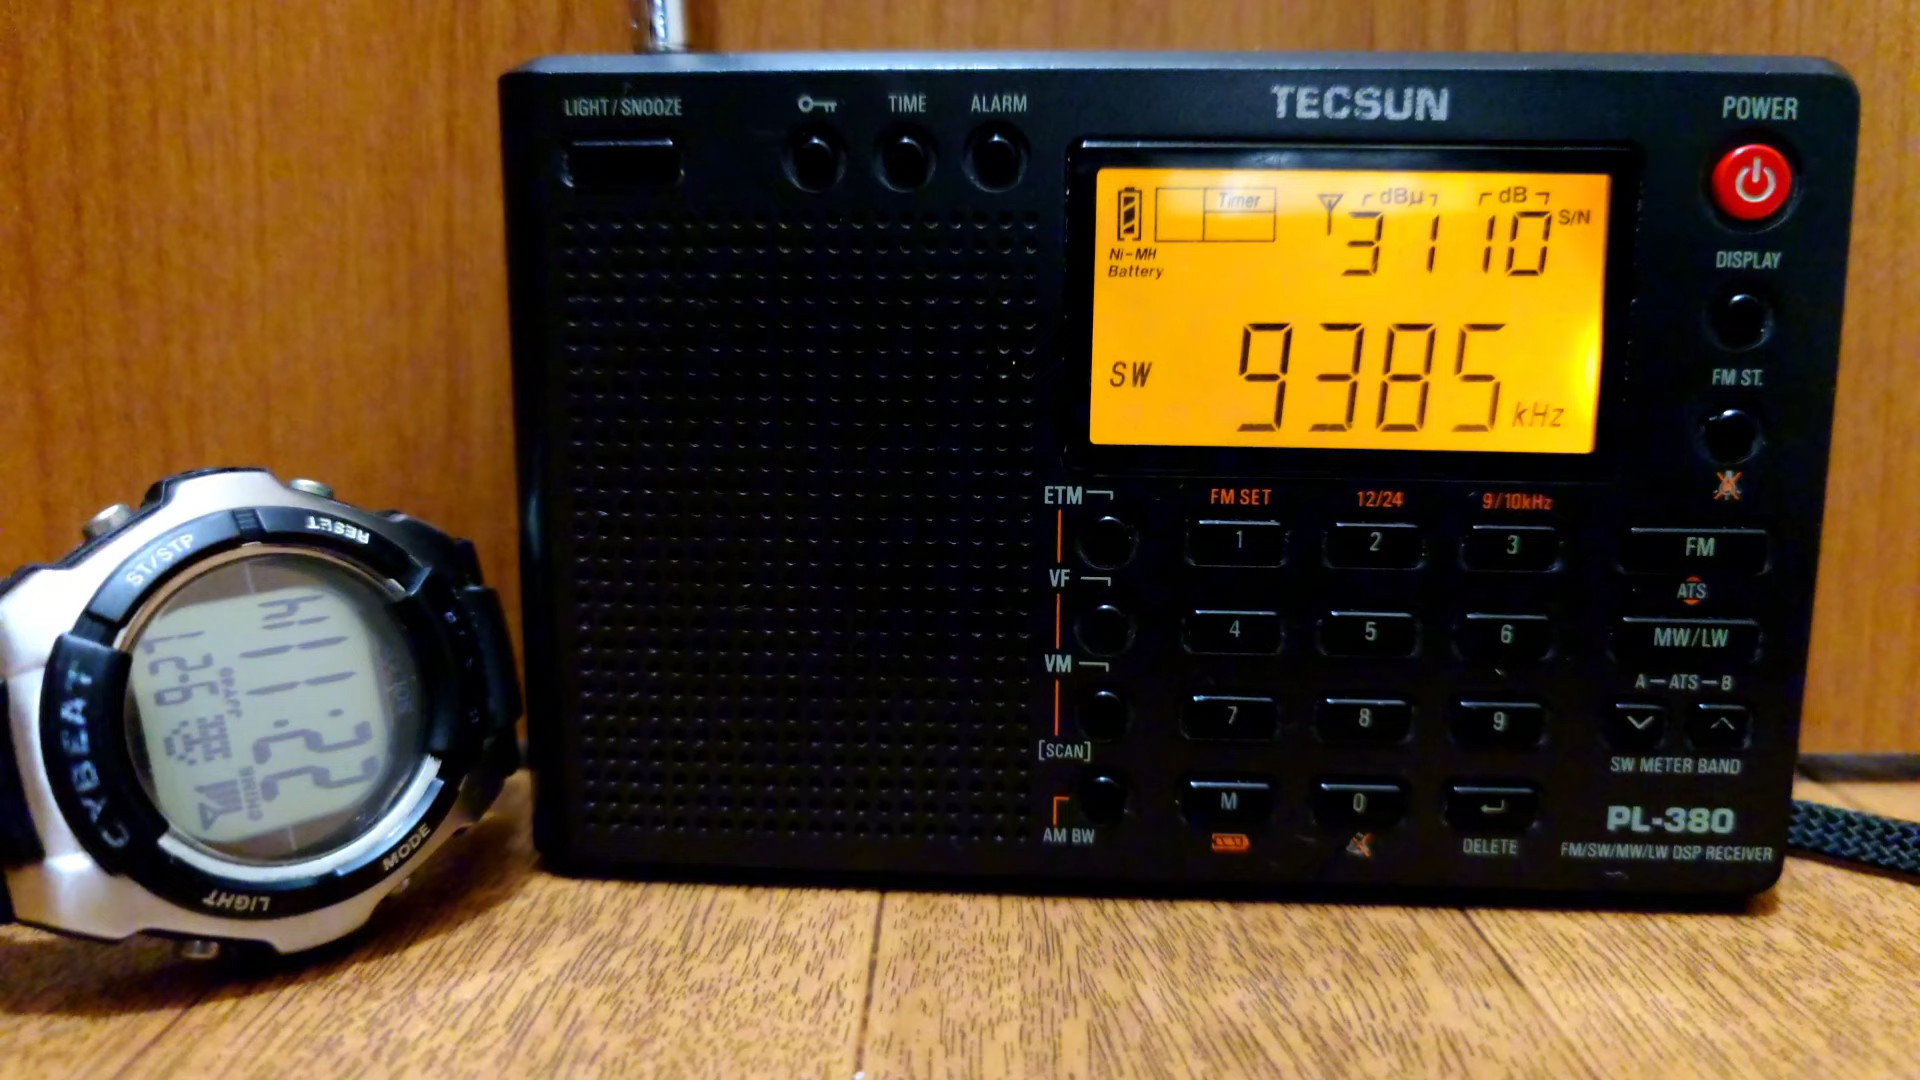 LIGHT / SNOOZE
TIME
ALARM
TECSUN
POWER
Timer
dBµ
dB
31 10 S/N
Ni-MH
Battery
SW 9385 kHz
DISPLAY
FM ST.
ETM
VF
VM
[SCAN]
AM BW
FM SET
12/24
9/10kHz
1
2
3
4
5
6
7
8
9
M
0
DELETE
FM
ATS
MW/LW
A-ATS-B
SW METER BAND
PL-380
FM/SW/MW/LW DSP RECEIVER
ST/STP
RESET
CYBEAT
LIGHT
MODE
22:11
6-27